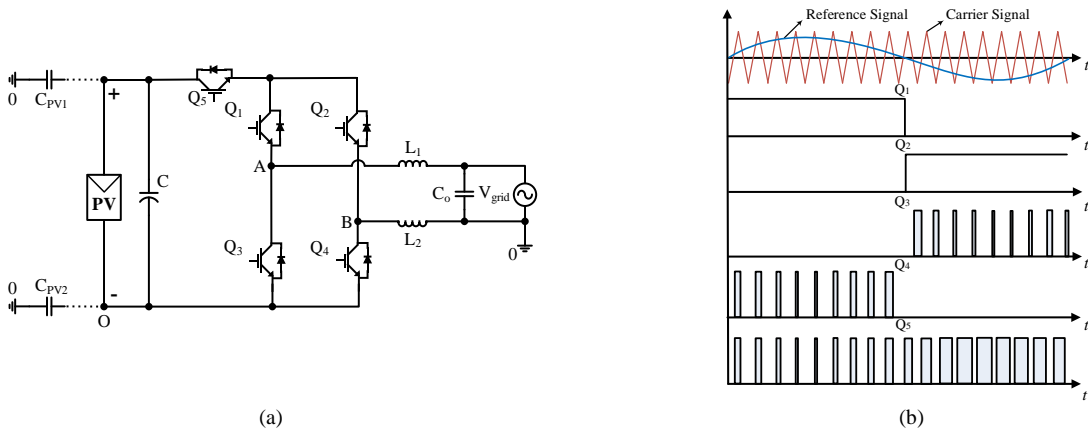 0
C_PV1
+
Q5
Q1
Q2
L1
A
C
PV
Co
Vgrid
B
L2
Q3
Q4
0
0
C_PV2
-
O
(a)
Reference Signal
Carrier Signal
t
Q1
t
Q2
t
Q3
t
Q4
t
Q5
t
(b)